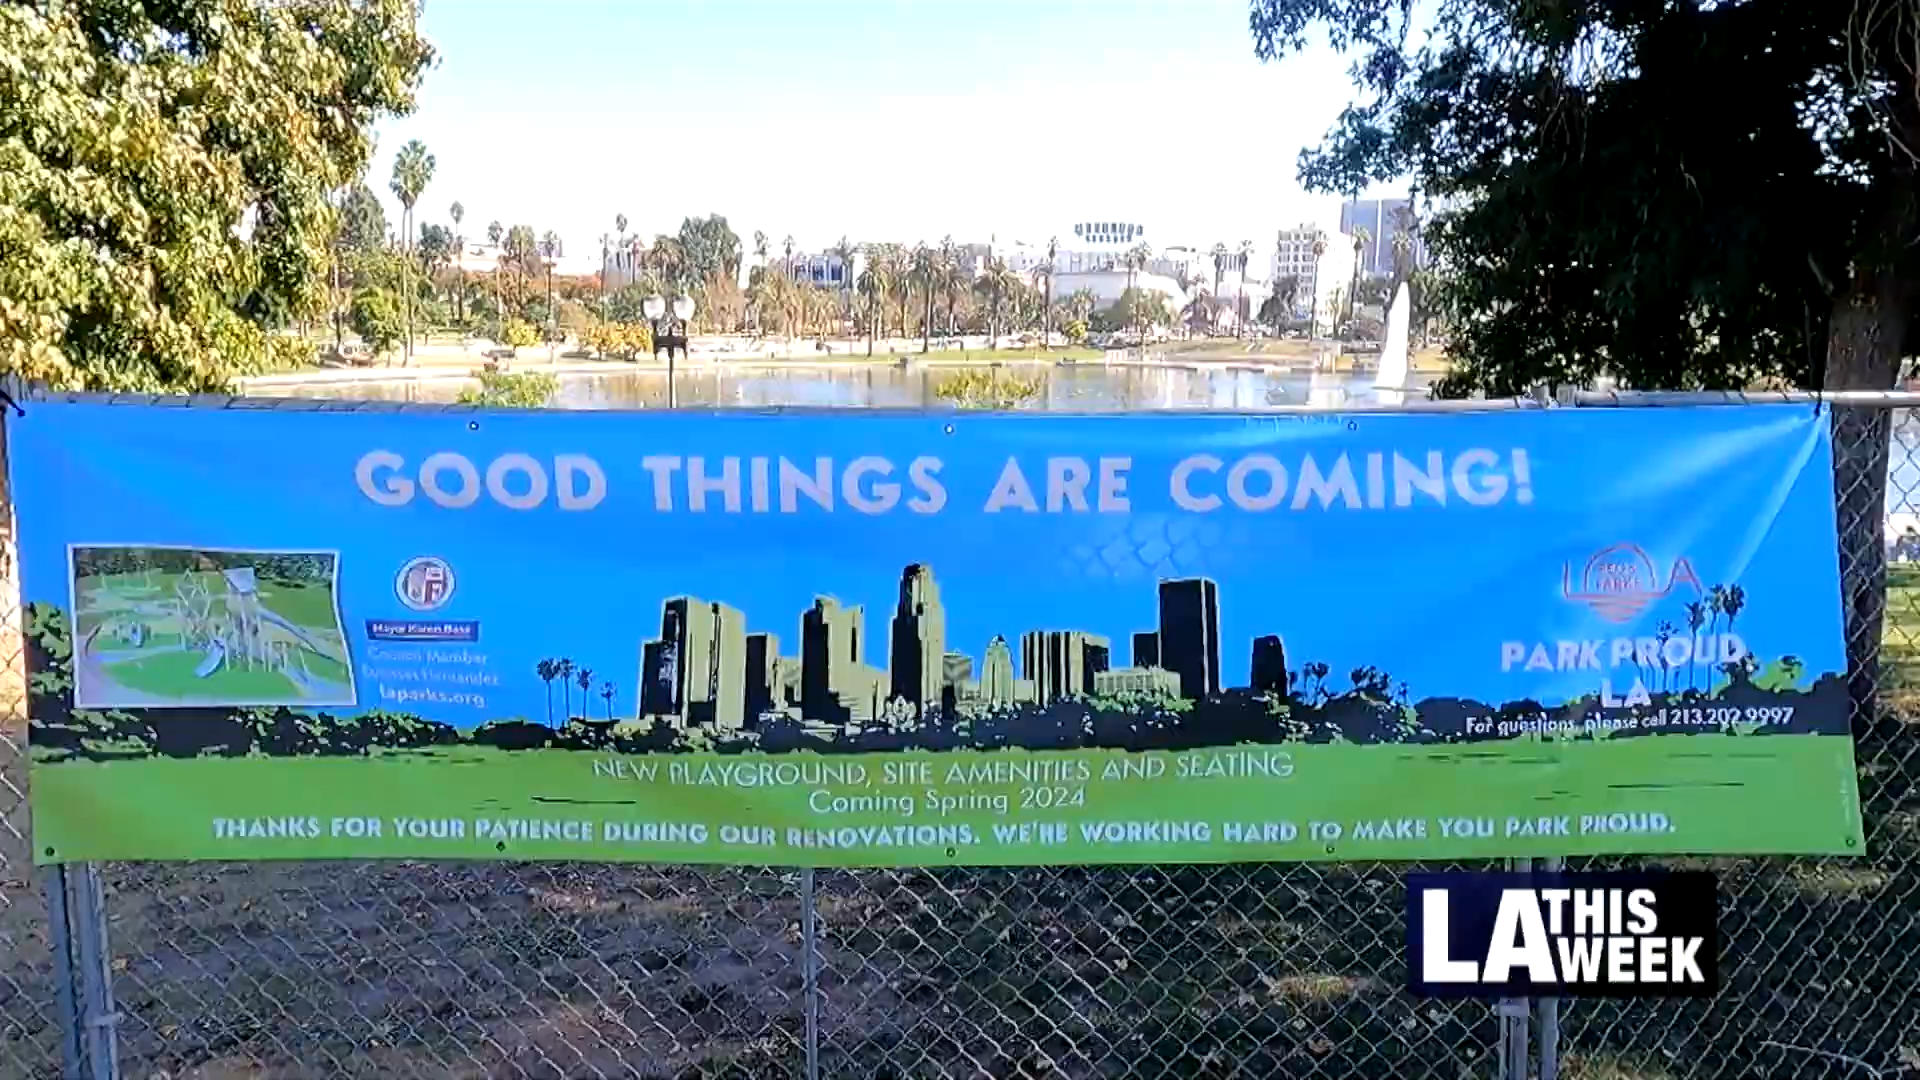 GOOD THINGS ARE COMING!
Mayor Karen Bass
Council Member
Eunisses Hernandez
laparks.org
LA
PARKS
PARK PROUD
LA
For questions, please call 213.202.9997
NEW PLAYGROUND, SITE AMENITIES AND SEATING
Coming Spring 2024
THANKS FOR YOUR PATIENCE DURING OUR RENOVATIONS. WE'RE WORKING HARD TO MAKE YOU PARK PROUD.
LA THIS WEEK